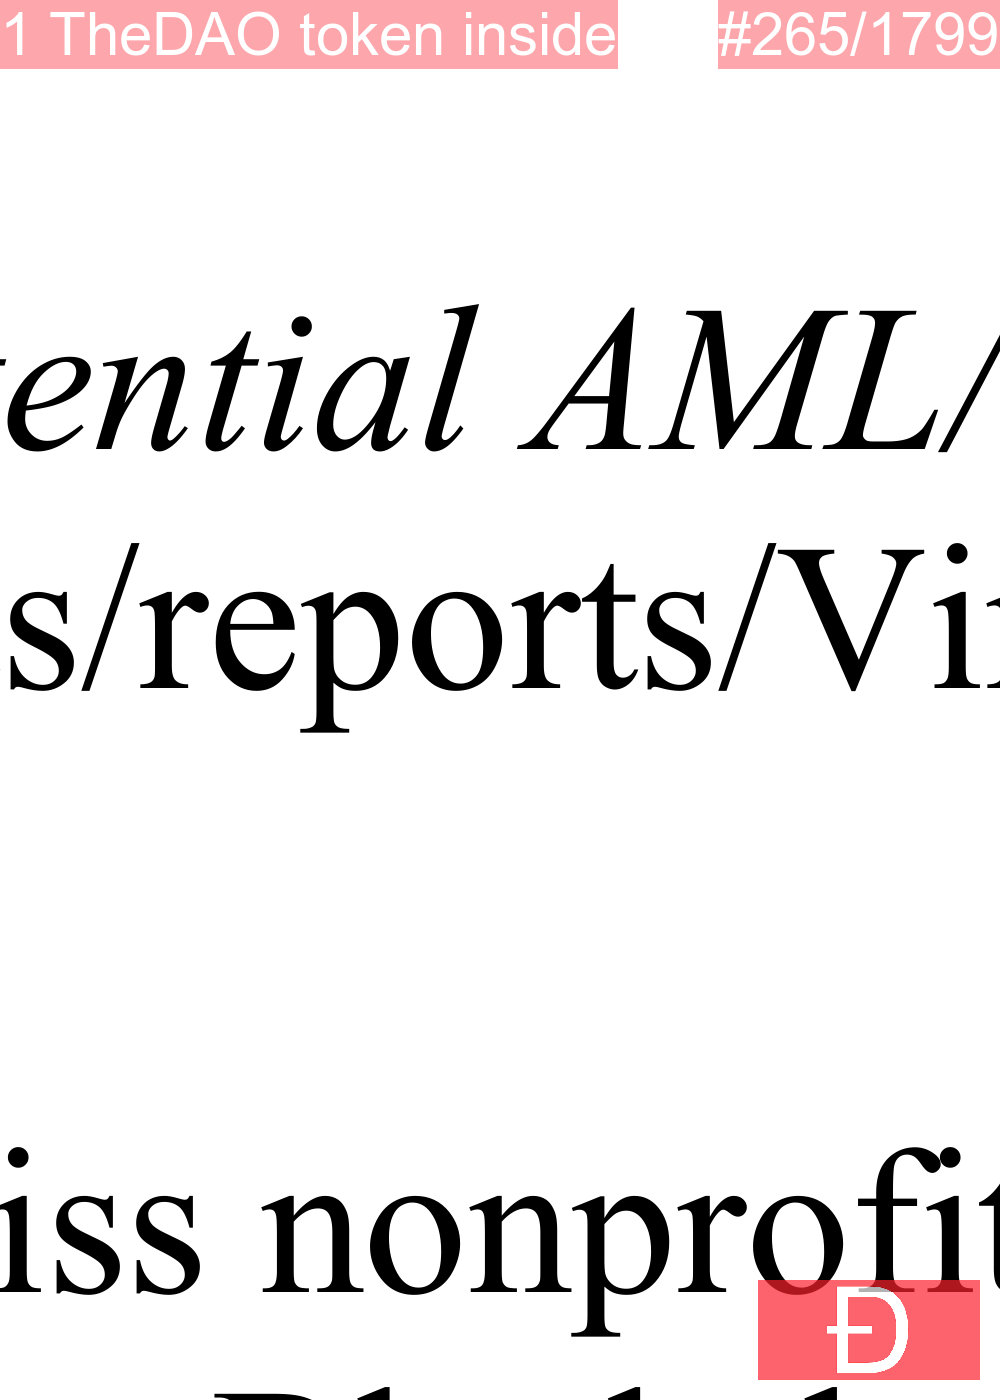 1 TheDAO token inside #265/1799
ential AML/
s/reports/Vi
iss nonprofit
Đ